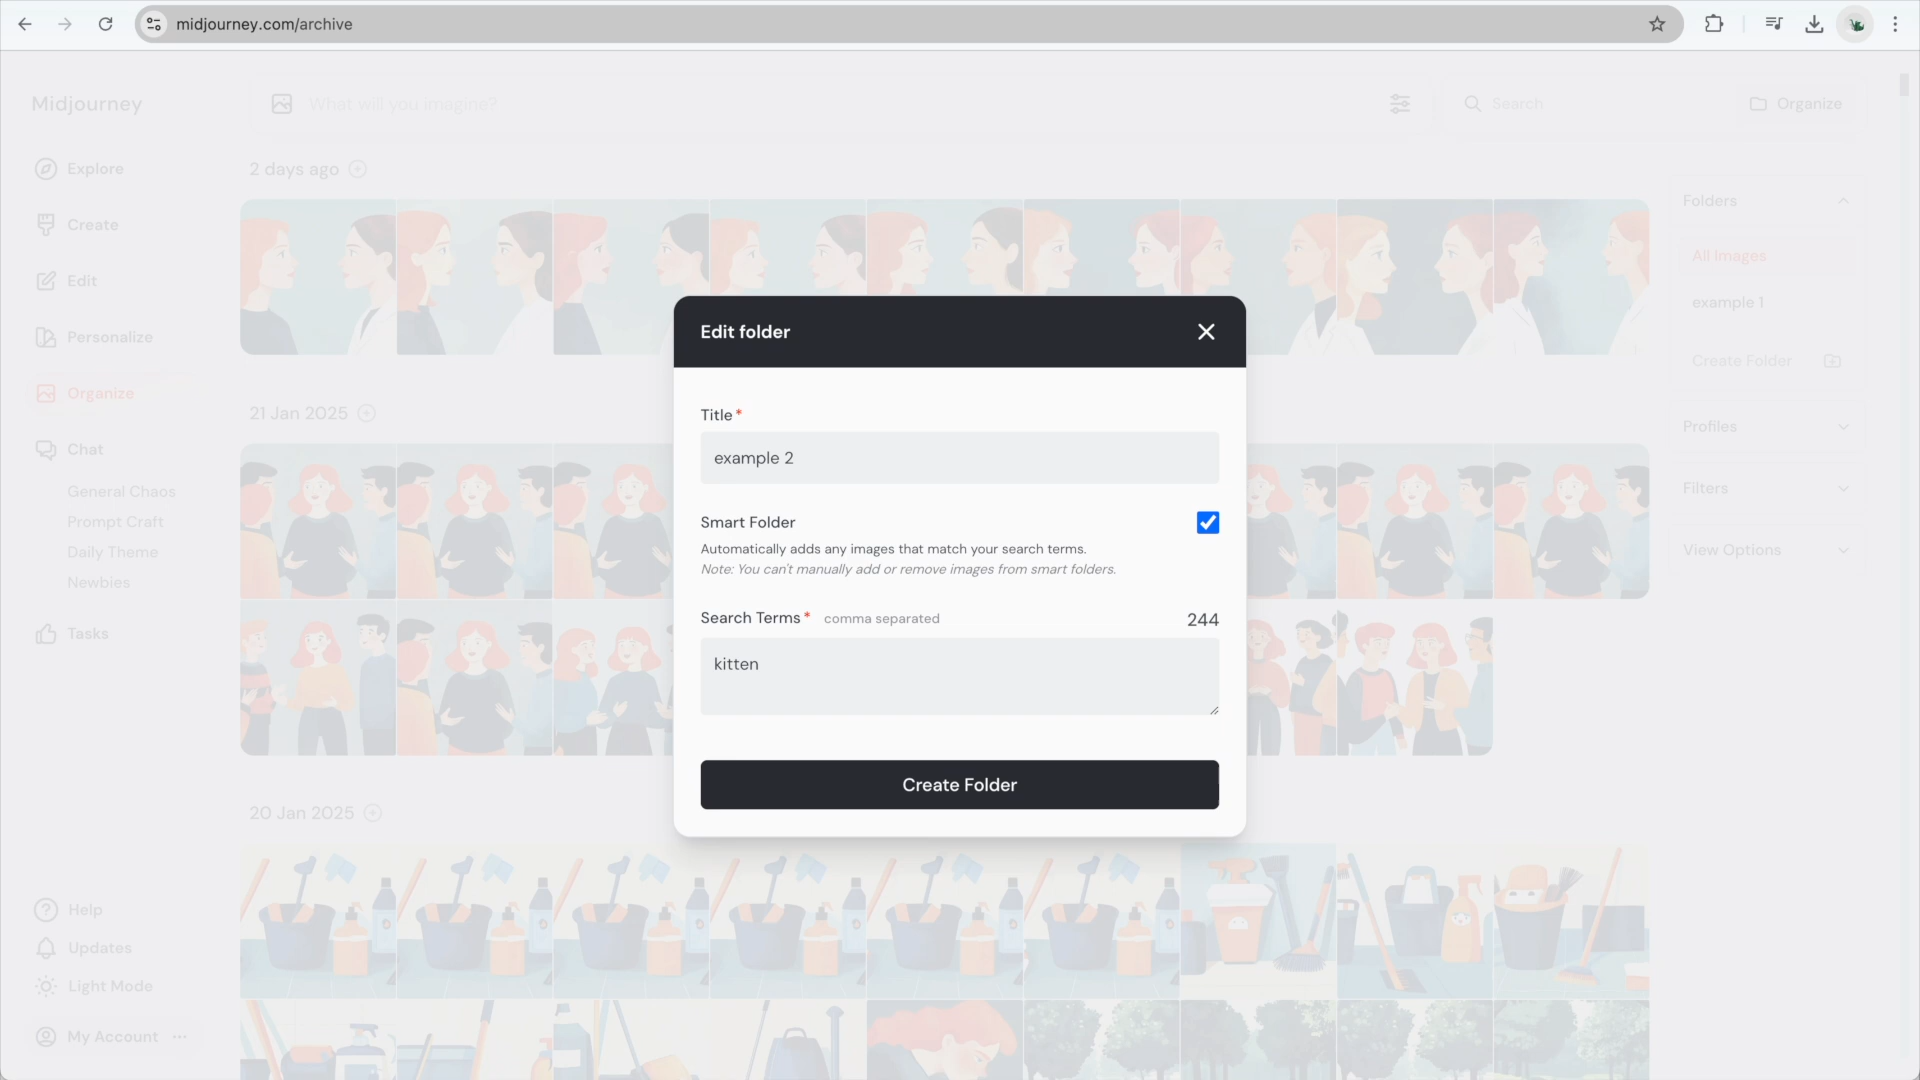 midjourney.com/archive
Midjourney
What will you imagine?
Search
Organize
Explore
Create
Edit
Personalize
Organize
Chat
General Chaos
Prompt Craft
Daily Theme
Newbies
Tasks
Help
Updates
Light Mode
My Account
2 days ago
21 Jan 2025
20 Jan 2025
Edit folder
Title*
example 2
Smart Folder
Automatically adds any images that match your search terms.
Note: You can't manually add or remove images from smart folders.
Search Terms* comma separated 244
kitten
Create Folder
Folders
All Images
example 1
Create Folder
Profiles
Filters
View Options